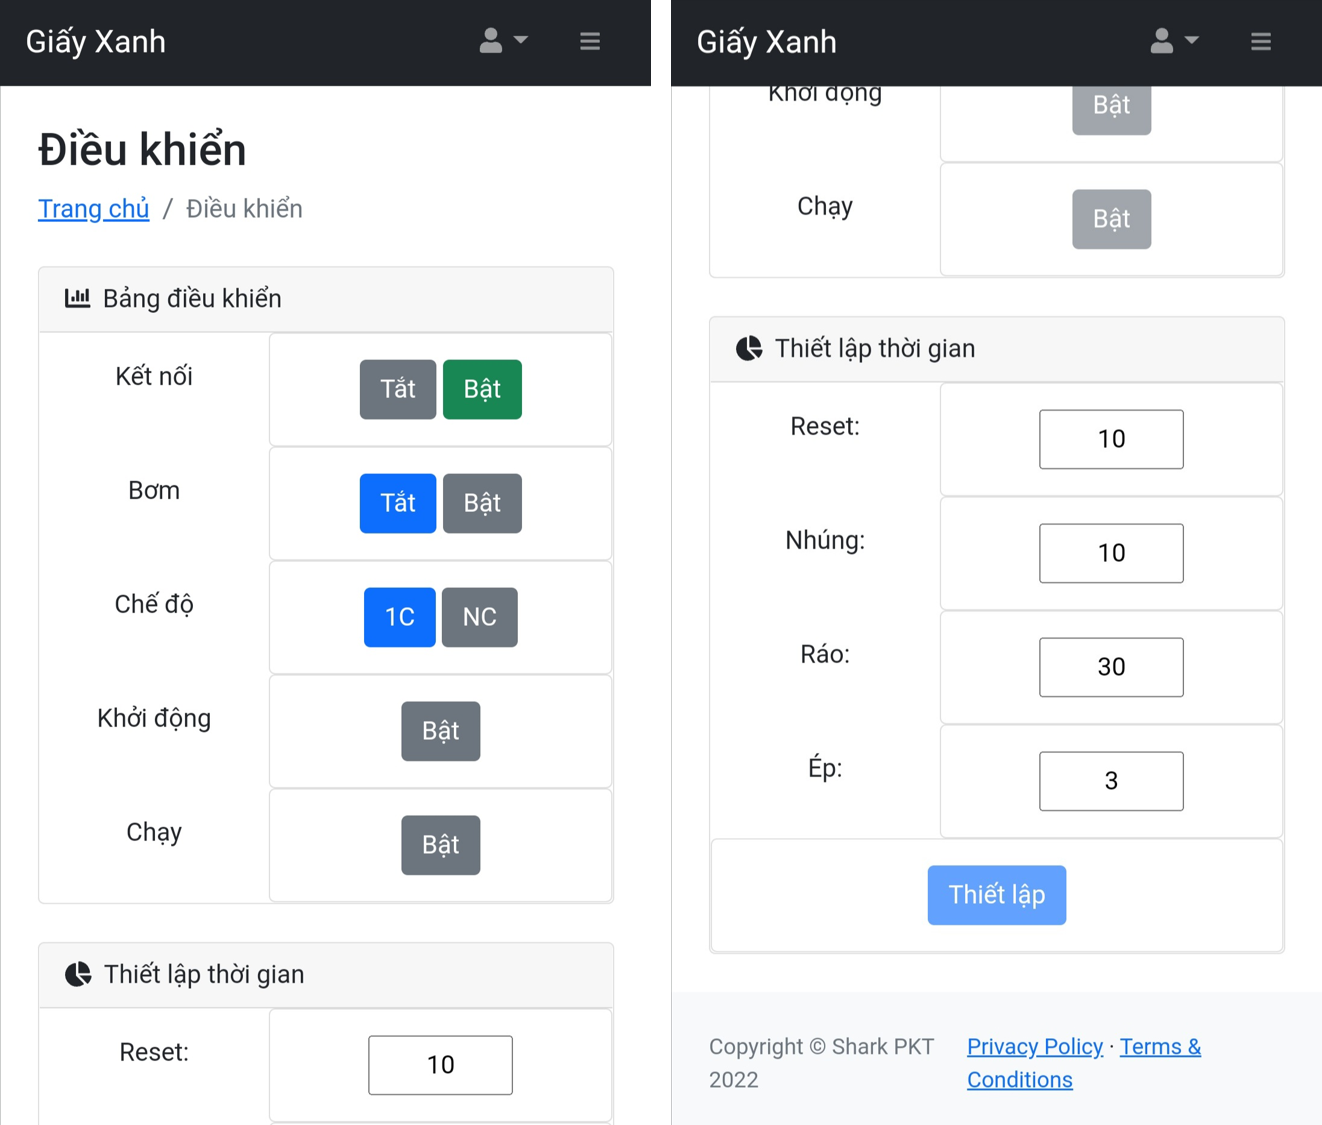 Giấy Xanh
Điều khiển
Trang chủ / Điều khiển
Bảng điều khiển
Kết nối Tắt Bật
Bơm Tắt Bật
Chế độ 1C NC
Khởi động Bật
Chạy Bật
Thiết lập thời gian
Reset: 10
Giấy Xanh
Khởi động Bật
Chạy Bật
Thiết lập thời gian
Reset: 10
Nhúng: 10
Ráo: 30
Ép: 3
Thiết lập
Copyright © Shark PKT 2022
Privacy Policy · Terms & Conditions